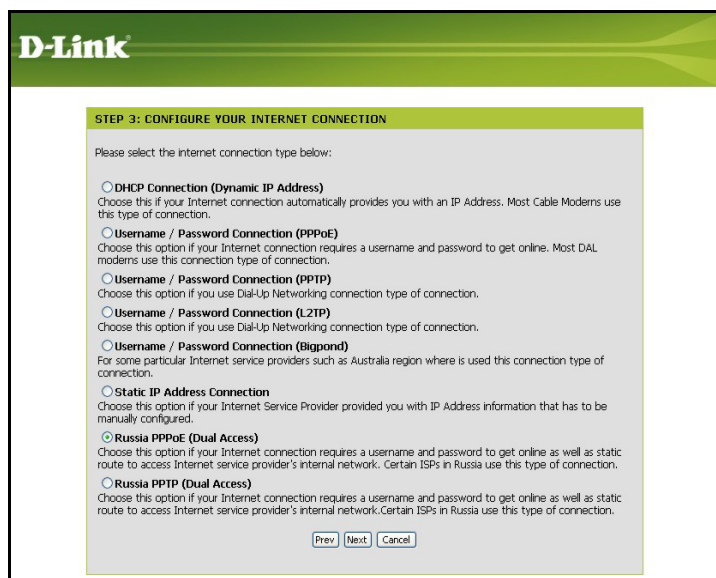 D-Link
STEP 3: CONFIGURE YOUR INTERNET CONNECTION
Please select the internet connection type below:
DHCP Connection (Dynamic IP Address)
Choose this if your Internet connection automatically provides you with an IP Address. Most Cable Moderns use
this type of connection.
Username / Password Connection (PPPoE)
Choose this option if your Internet connection requires a username and password to get online. Most DAL
moderns use this connection type of connection.
Username / Password Connection (PPTP)
Choose this option if you use Dial-Up Networking connection type of connection.
Username / Password Connection (L2TP)
Choose this option if you use Dial-Up Networking connection type of connection.
Username / Password Connection (Bigpond)
For some particular Internet service providers such as Australia region where is used this connection type of
connection.
Static IP Address Connection
Choose this option if your Internet Service Provider provided you with IP Address information that has to be
manually configured.
Russia PPPoE (Dual Access)
Choose this option if your Internet connection requires a username and password to get online as well as static
route to access Internet service provider's internal network. Certain ISPs in Russia use this type of connection.
Russia PPTP (Dual Access)
Choose this option if your Internet connection requires a username and password to get online as well as static
route to access Internet service provider's internal network.Certain ISPs in Russia use this type of connection.
Prev Next Cancel